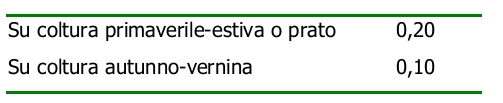 Su coltura primaverile-estiva o prato 0,20
Su coltura autunno-vernina 0,10